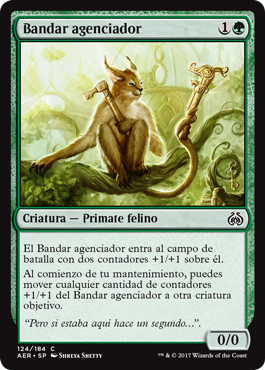 Bandar agenciador 1
Criatura — Primate felino
El Bandar agenciador entra al campo de
batalla con dos contadores +1/+1 sobre él.
Al comienzo de tu mantenimiento, puedes
mover cualquier cantidad de contadores
+1/+1 del Bandar agenciador a otra criatura
objetivo.
"Pero si estaba aquí hace un segundo…".
0/0
124/184 C
AER • SP Shreya Shetty
™ & © 2017 Wizards of the Coast